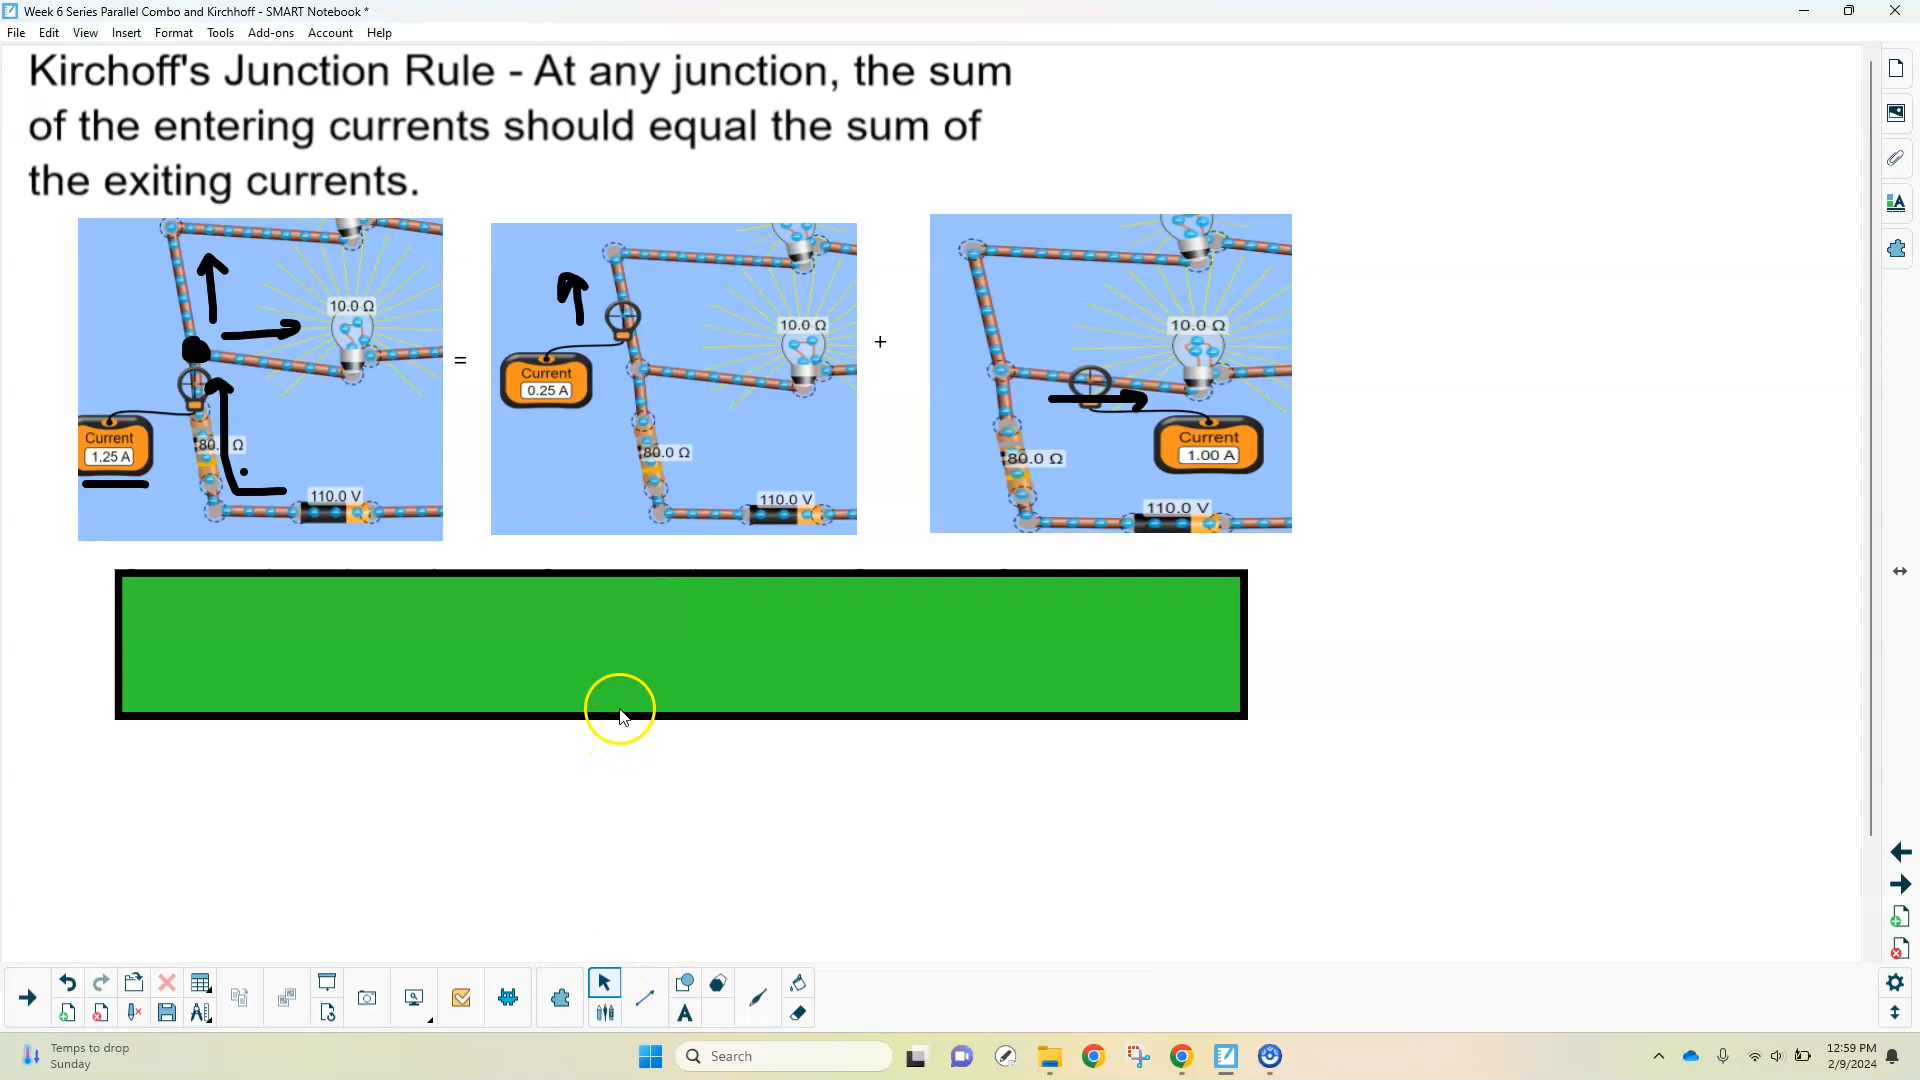 Week 6 Series Parallel Combo and Kirchhoff - SMART Notebook *
File Edit View Insert Format Tools Add-ons Account Help
Kirchoff's Junction Rule - At any junction, the sum
of the entering currents should equal the sum of
the exiting currents.
10.0 Ω
Current
1.25 A
80. Ω
110.0 V
=
10.0 Ω
Current
0.25 A
80.0 Ω
110.0 V
+
10.0 Ω
Current
1.00 A
80.0 Ω
110.0 V
Temps to drop
Sunday
Search
12:59 PM
2/9/2024